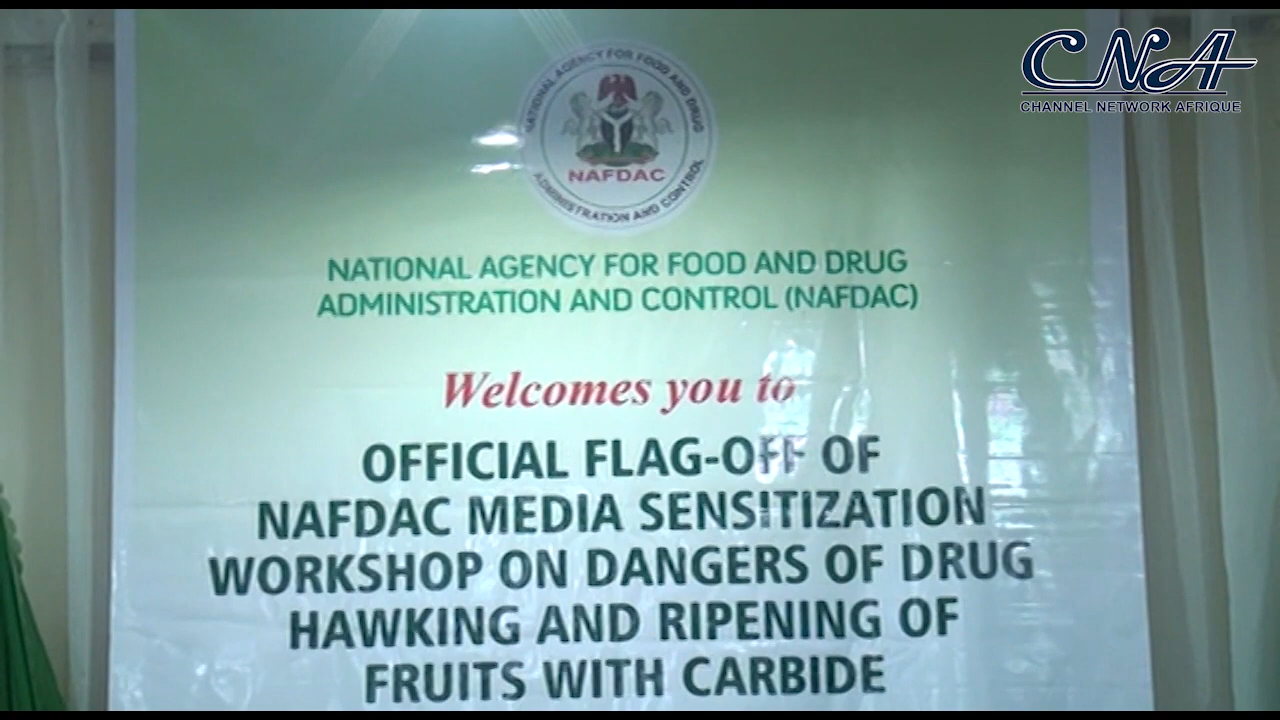 CNA
CHANNEL NETWORK AFRIQUE
NATIONAL AGENCY FOR FOOD AND DRUG
ADMINISTRATION AND CONTROL
NAFDAC
NATIONAL AGENCY FOR FOOD AND DRUG
ADMINISTRATION AND CONTROL (NAFDAC)
Welcomes you to
OFFICIAL FLAG-OFF OF
NAFDAC MEDIA SENSITIZATION
WORKSHOP ON DANGERS OF DRUG
HAWKING AND RIPENING OF
FRUITS WITH CARBIDE